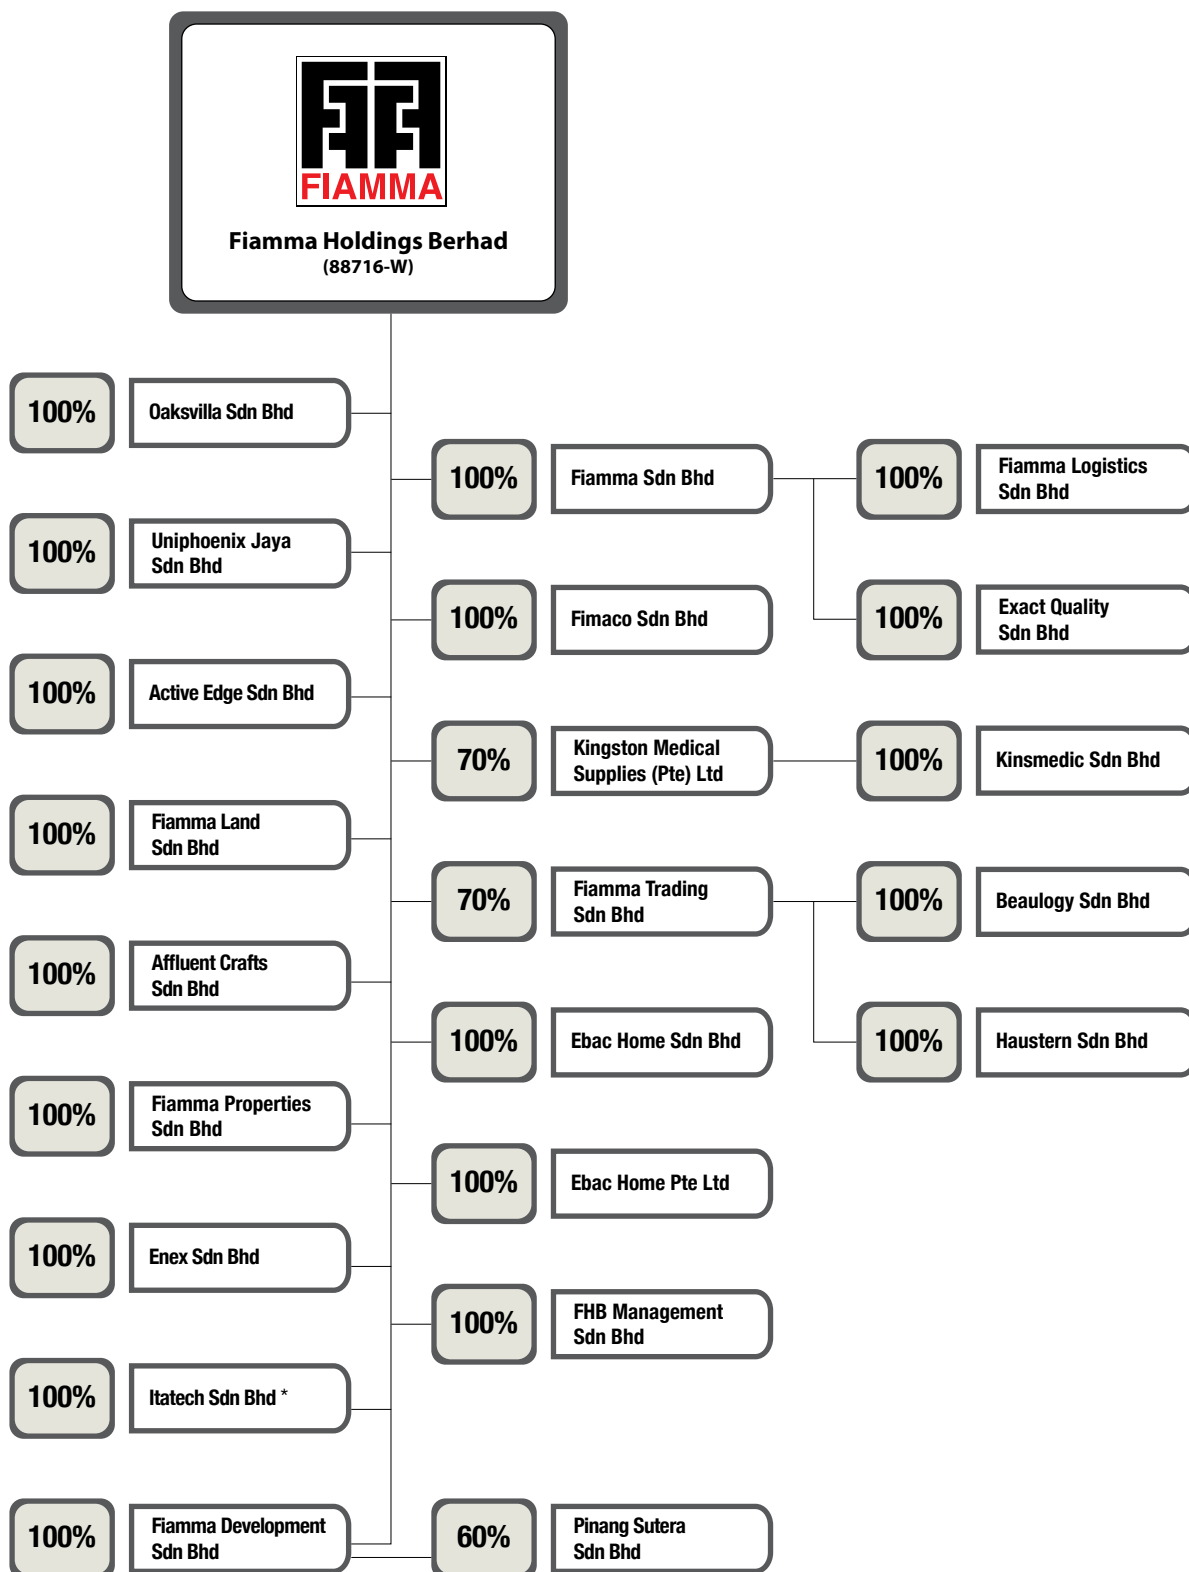 FIAMMA
Fiamma Holdings Berhad
(88716-W)
100%
Oaksvilla Sdn Bhd
100%
Uniphoenix Jaya
Sdn Bhd
100%
Active Edge Sdn Bhd
100%
Fiamma Land
Sdn Bhd
100%
Affluent Crafts
Sdn Bhd
100%
Fiamma Properties
Sdn Bhd
100%
Enex Sdn Bhd
100%
Itatech Sdn Bhd *
100%
Fiamma Development
Sdn Bhd
100%
Fiamma Sdn Bhd
100%
Fimaco Sdn Bhd
70%
Kingston Medical
Supplies (Pte) Ltd
70%
Fiamma Trading
Sdn Bhd
100%
Ebac Home Sdn Bhd
100%
Ebac Home Pte Ltd
100%
FHB Management
Sdn Bhd
60%
Pinang Sutera
Sdn Bhd
100%
Fiamma Logistics
Sdn Bhd
100%
Exact Quality
Sdn Bhd
100%
Kinsmedic Sdn Bhd
100%
Beaulogy Sdn Bhd
100%
Haustern Sdn Bhd